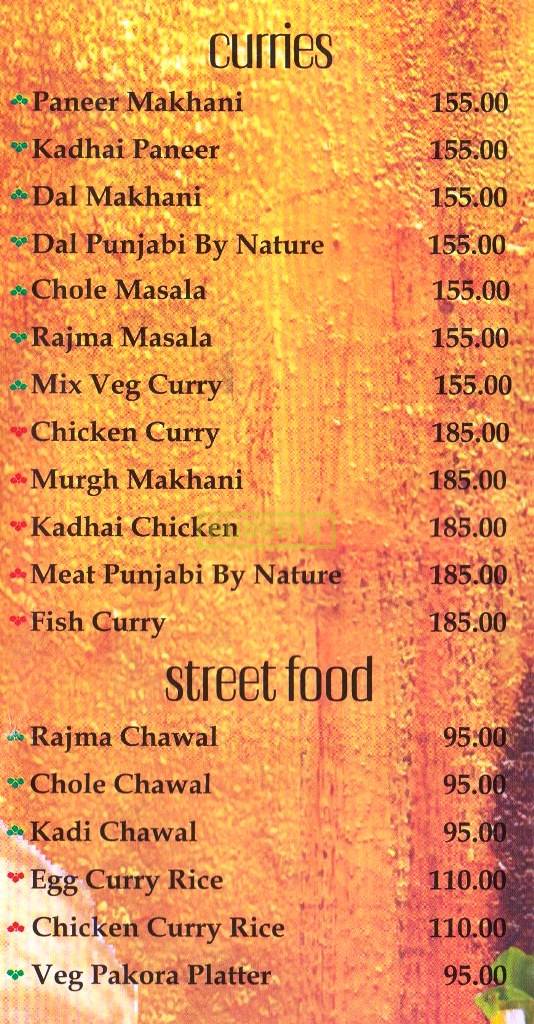 curries
Paneer Makhani 155.00
Kadhai Paneer 155.00
Dal Makhani 155.00
Dal Punjabi By Nature 155.00
Chole Masala 155.00
Rajma Masala 155.00
Mix Veg Curry 155.00
Chicken Curry 185.00
Murgh Makhani 185.00
Kadhai Chicken 185.00
Meat Punjabi By Nature 185.00
Fish Curry 185.00
street food
Rajma Chawal 95.00
Chole Chawal 95.00
Kadi Chawal 95.00
Egg Curry Rice 110.00
Chicken Curry Rice 110.00
Veg Pakora Platter 95.00